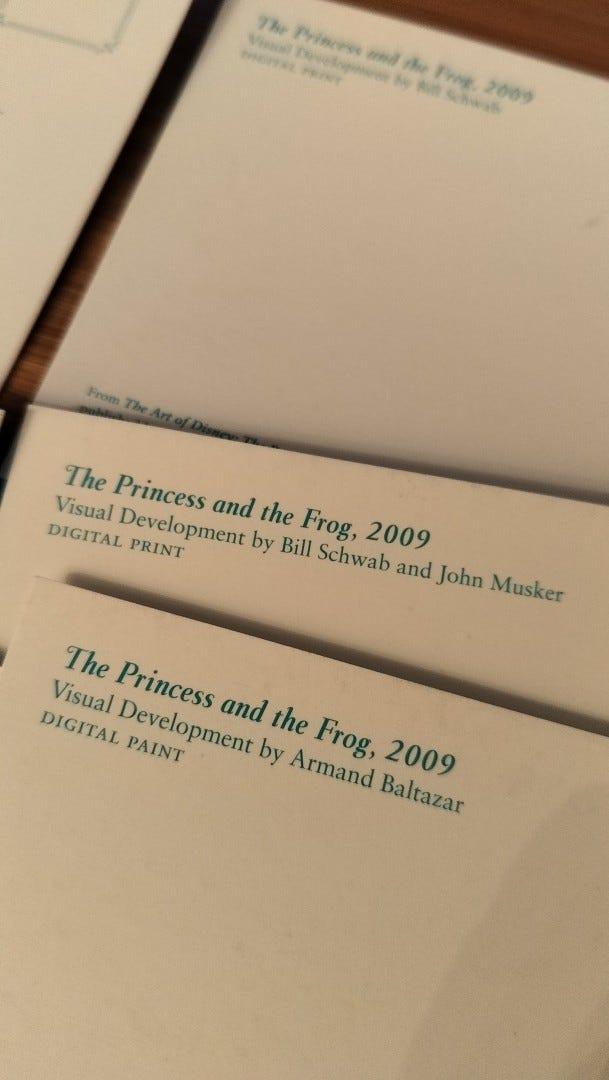 The Princess and the Frog, 2009
Visual Development by Bill Schwab
DIGITAL PRINT
From The Art of Disney: The
The Princess and the Frog, 2009
Visual Development by Bill Schwab and John Musker
DIGITAL PRINT
The Princess and the Frog, 2009
Visual Development by Armand Baltazar
DIGITAL PAINT